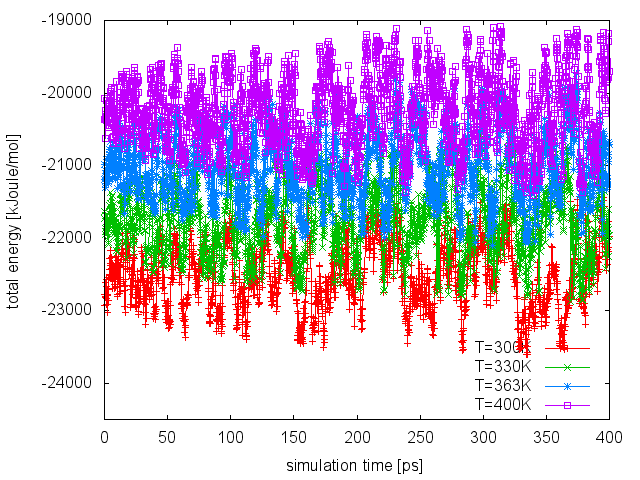 -19000
-20000
-21000
-22000
-23000
-24000
total energy [kJoule/mol]
T=300K
T=330K
T=363K
T=400K
0 50 100 150 200 250 300 350 400
simulation time [ps]